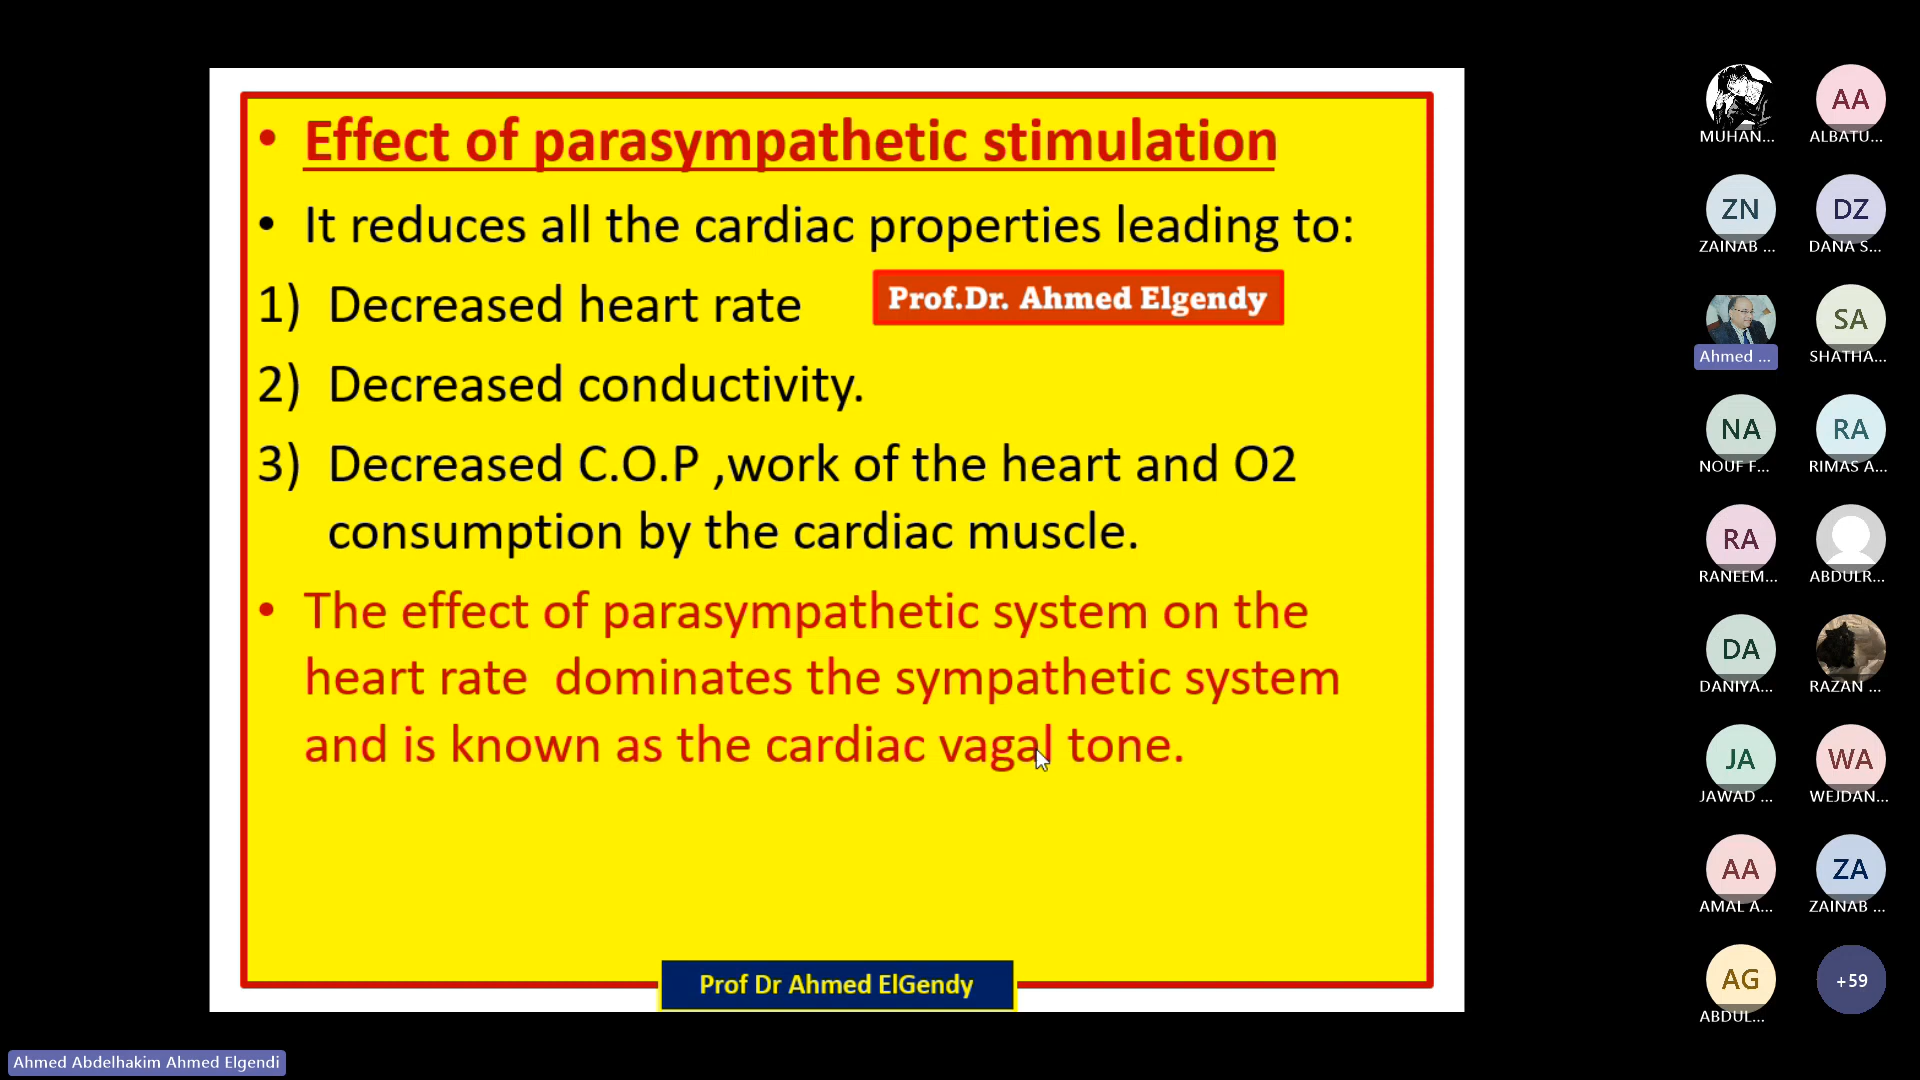 • Effect of parasympathetic stimulation
• It reduces all the cardiac properties leading to:
1) Decreased heart rate
Prof.Dr. Ahmed Elgendy
2) Decreased conductivity.
3) Decreased C.O.P ,work of the heart and O2
consumption by the cardiac muscle.
• The effect of parasympathetic system on the
heart rate dominates the sympathetic system
and is known as the cardiac vagal tone.
Prof Dr Ahmed ElGendy
MUHAN...
AA
ALBATU...
ZN
ZAINAB ...
DZ
DANA S...
Ahmed ...
SA
SHATHA...
NA
NOUF F...
RA
RIMAS A...
RA
RANEEM...
ABDULR...
DA
DANIYA...
RAZAN ...
JA
JAWAD ...
WA
WEJDAN...
AA
AMAL A...
ZA
ZAINAB ...
AG
ABDUL...
+59
Ahmed Abdelhakim Ahmed Elgendi